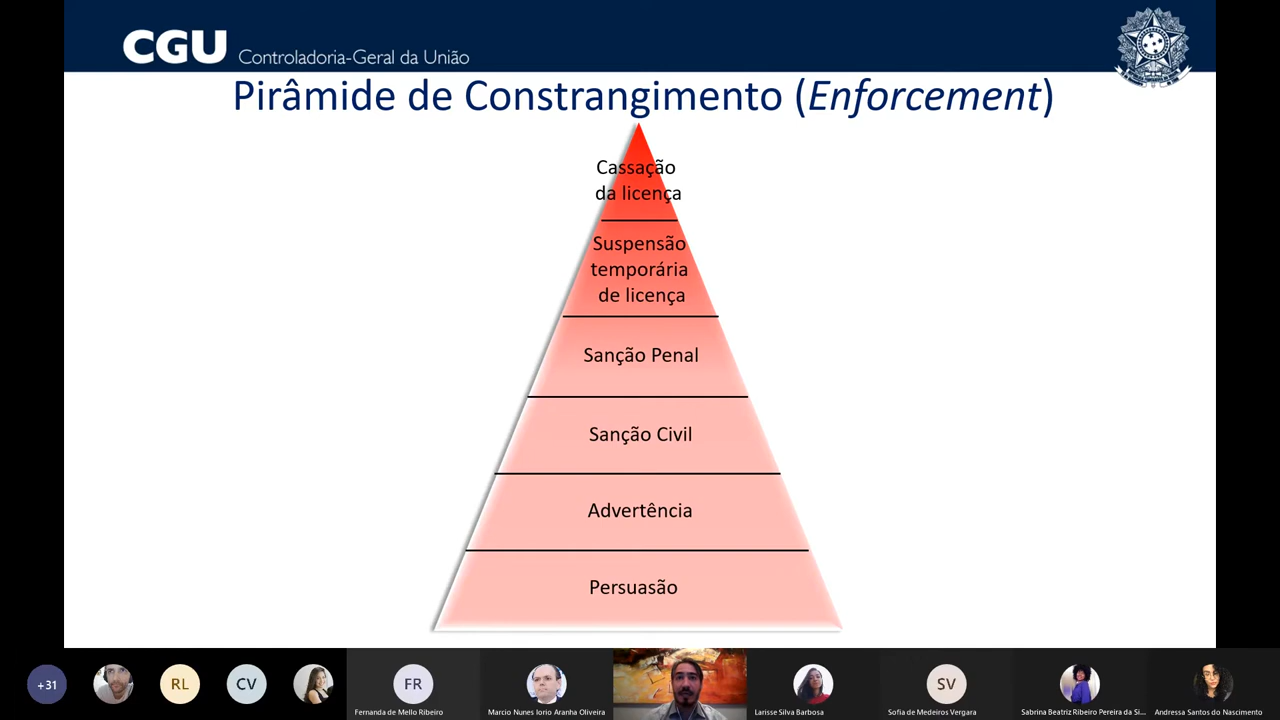 CGU Controladoria-Geral da União
Pirâmide de Constrangimento (Enforcement)
Cassação
da licença
Suspensão
temporária
de licença
Sanção Penal
Sanção Civil
Advertência
Persuasão
+31
RL
CV
FR
SV
Fernanda de Mello Ribeiro
Marcio Nunes Iorio Aranha Oliveira
Larisse Silva Barbosa
Sofia de Medeiros Vergara
Sabrina Beatriz Ribeiro Pereira da Si...
Andressa Santos do Nascimento